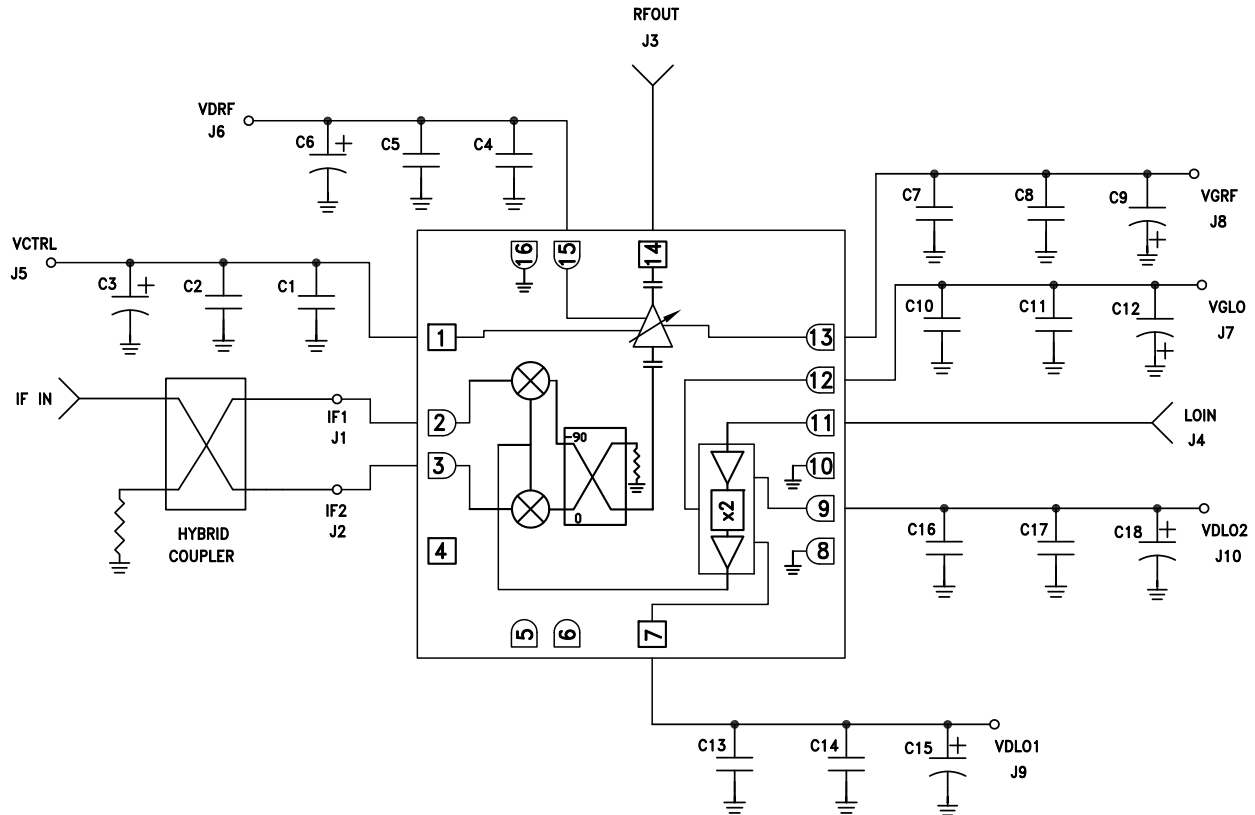 RFOUT
J3
VDRF
J6
C6
+
C5
C4
C7
C8
C9
+
VGRF
J8
VCTRL
J5
C3
+
C2
C1
16
15
14
C10
C11
C12
+
VGLO
J7
1
13
12
IF IN
IF1
J1
2
11
LOIN
J4
-90
3
10
x2
9
IF2
J2
0
HYBRID
COUPLER
C16
C17
C18
+
VDLO2
J10
4
8
5
6
7
C13
C14
C15
+
VDLO1
J9